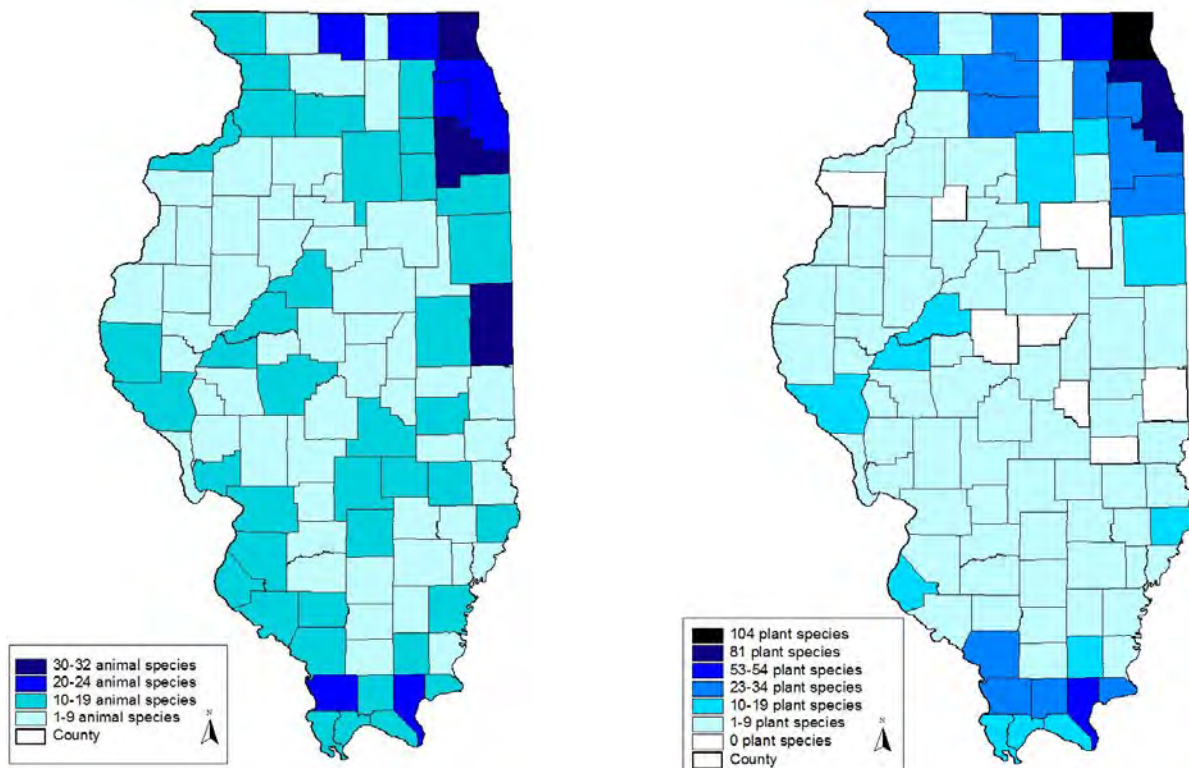 30-32 animal species
20-24 animal species
10-19 animal species
1-9 animal species
County
N
104 plant species
81 plant species
53-54 plant species
23-34 plant species
10-19 plant species
1-9 plant species
0 plant species
County
N